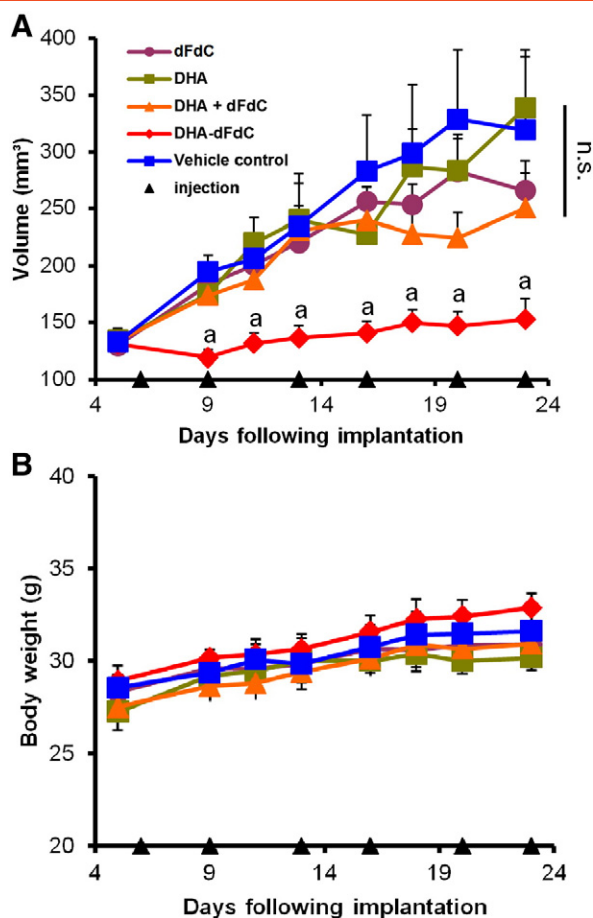 A
400
350
300
250
200
150
100
Volume (mm³)
dFdC
DHA
DHA + dFdC
DHA-dFdC
Vehicle control
injection
n.s.
a a a a a a a
4 9 14 19 24
Days following implantation
B
40
35
30
25
20
Body weight (g)
4 9 14 19 24
Days following implantation